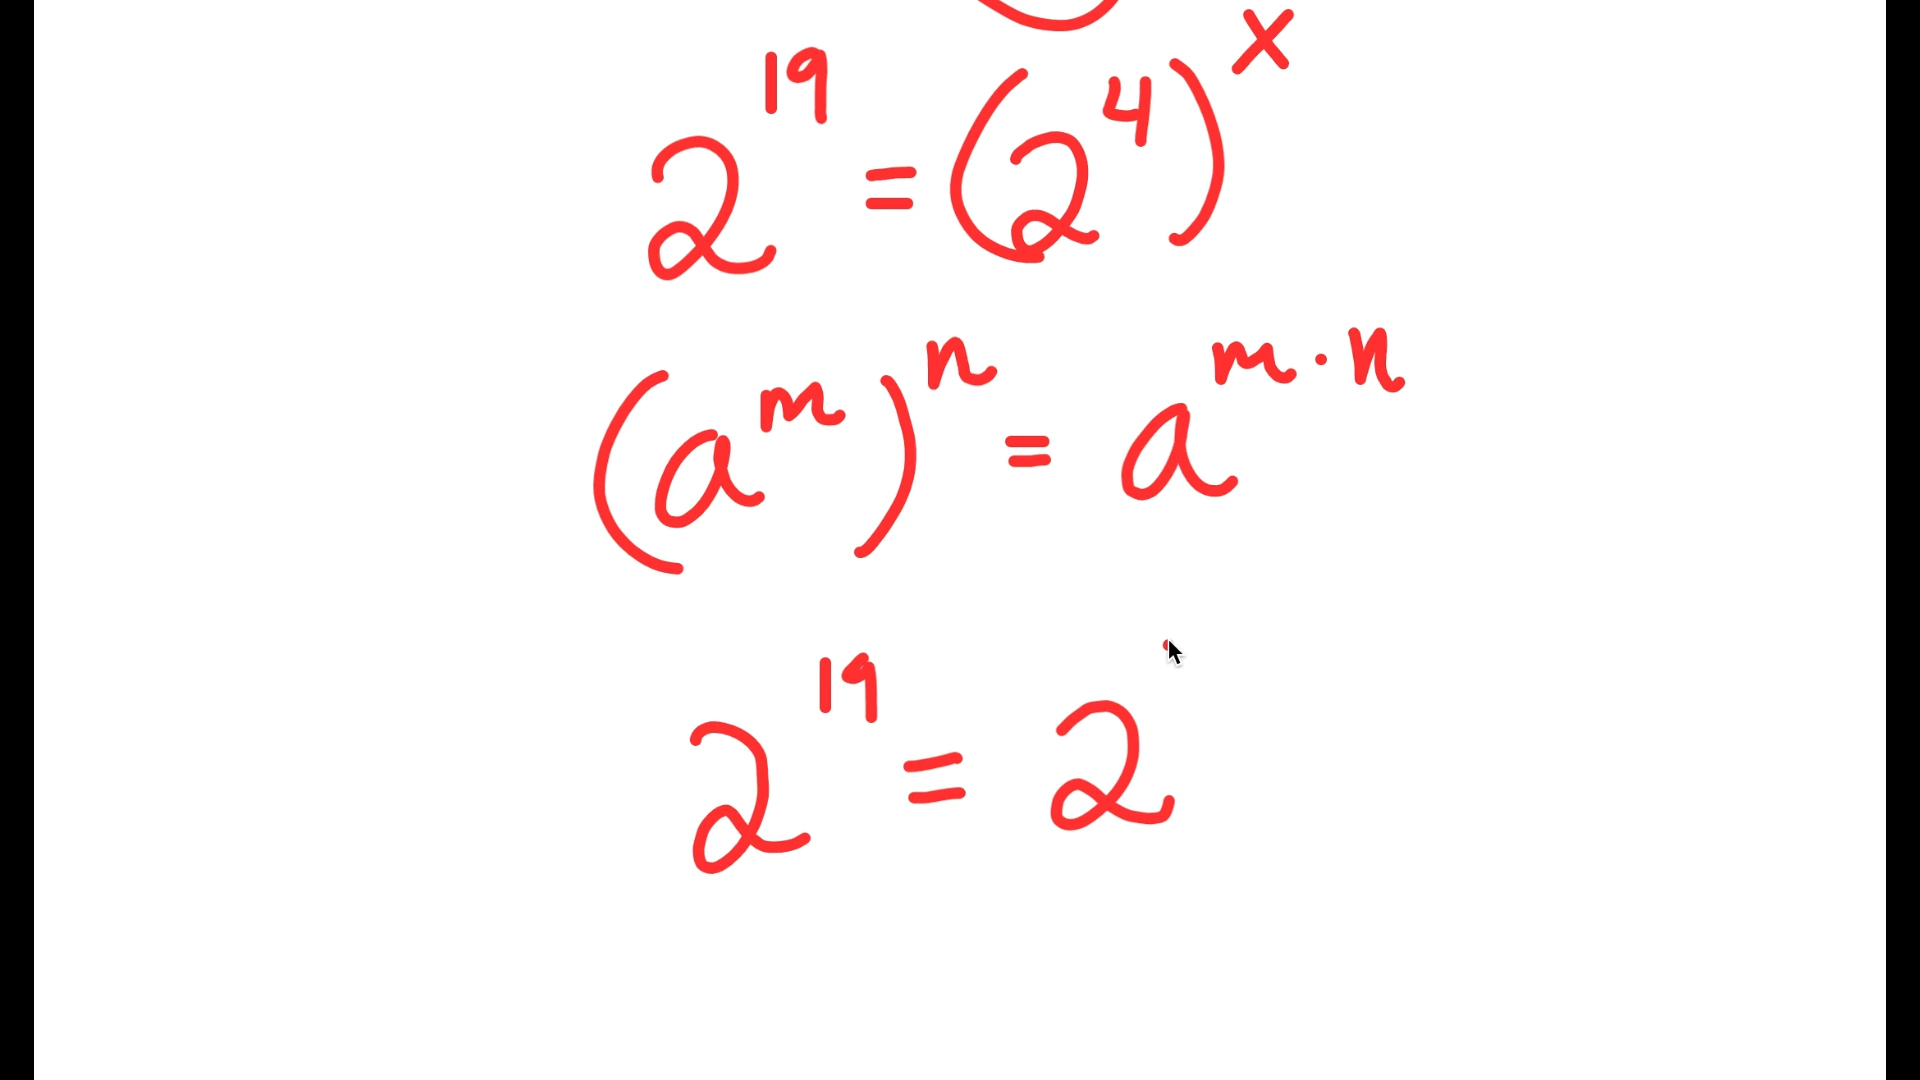 2^19 = (2^4)^x
(a^m)^n = a^m·n
2^19 = 2